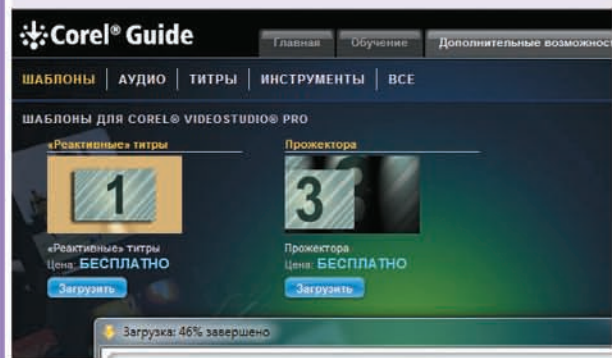 Corel® Guide
Главная Обучение Дополнительные возможност
ШАБЛОНЫ АУДИО ТИТРЫ ИНСТРУМЕНТЫ ВСЕ
ШАБЛОНЫ ДЛЯ COREL® VIDEOSTUDIO® PRO
«Реактивные» титры Прожектора
1 3
«Реактивные» титры Прожектора
Цена: БЕСПЛАТНО Цена: БЕСПЛАТНО
Загрузить Загрузить
Загрузка: 46% завершено